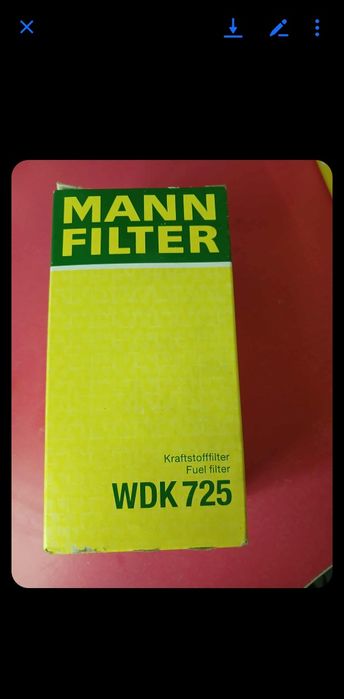 MANN
FILTER
Kraftstofffilter
Fuel filter
WDK 725